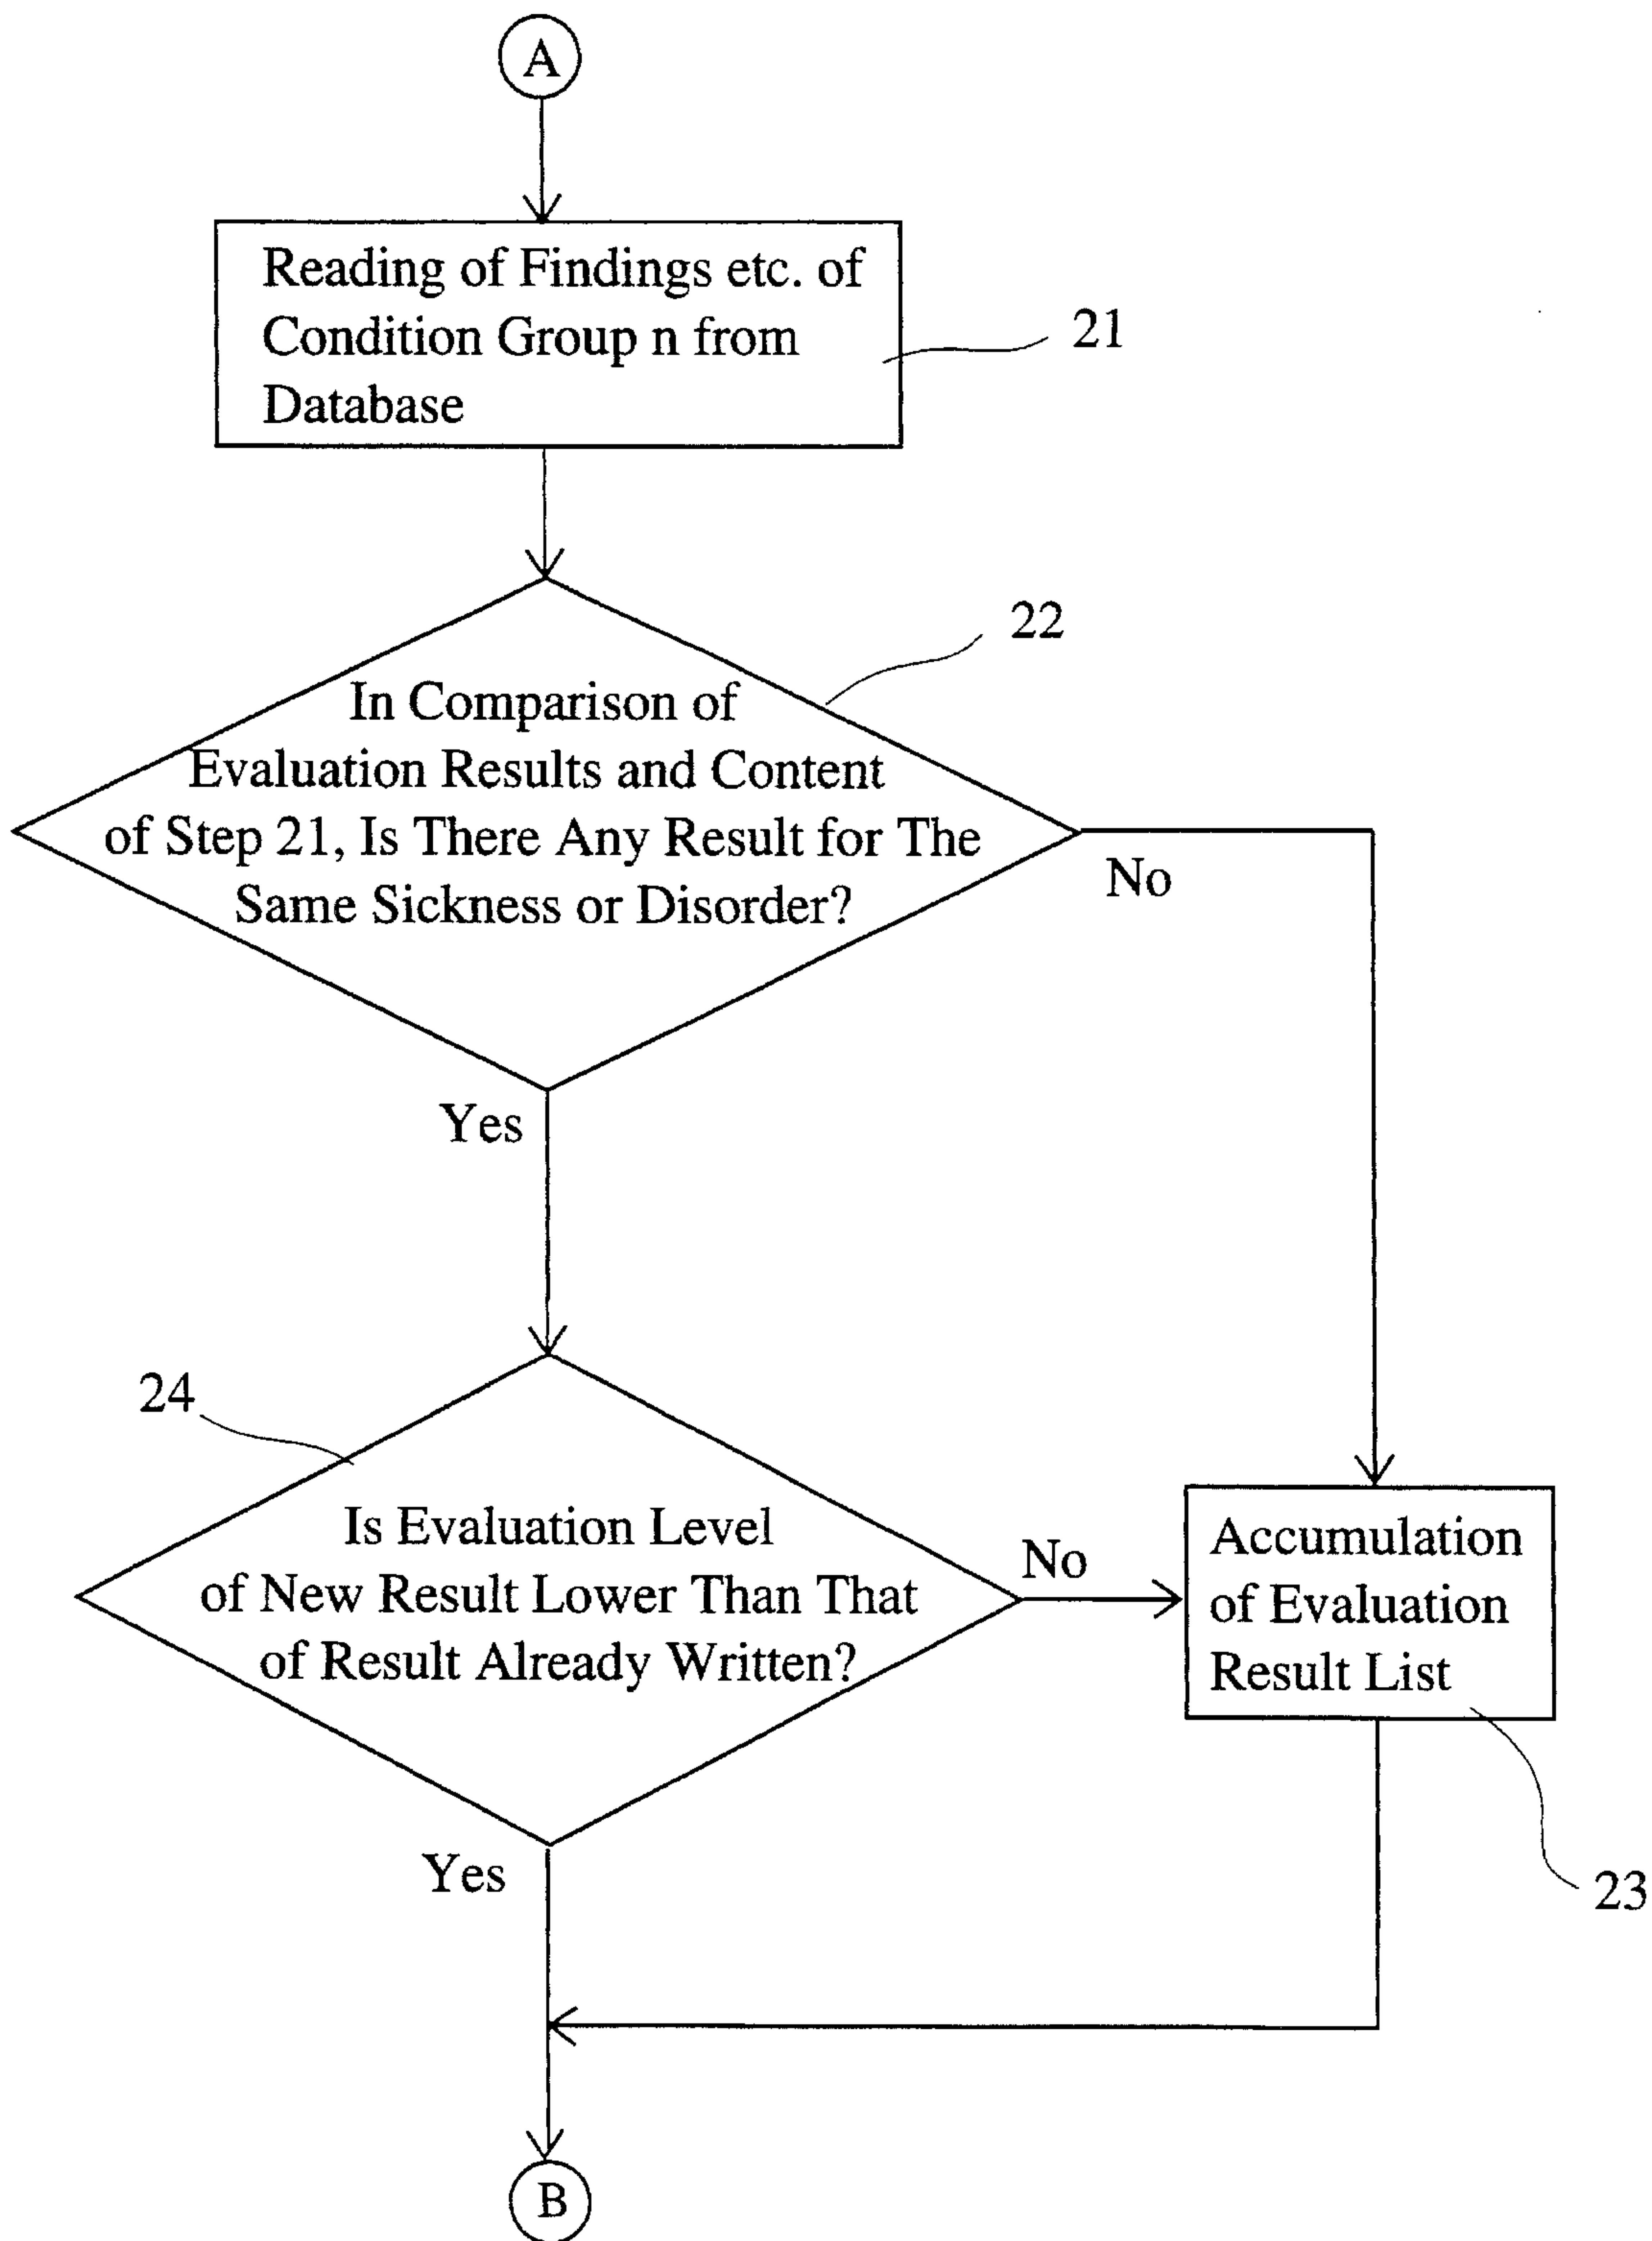 A
Reading of Findings etc. of
Condition Group n from
Database
21
22
In Comparison of
Evaluation Results and Content
of Step 21, Is There Any Result for The
Same Sickness or Disorder?
No
Yes
24
Is Evaluation Level
of New Result Lower Than That
of Result Already Written?
No
Accumulation
of Evaluation
Result List
Yes
23
B